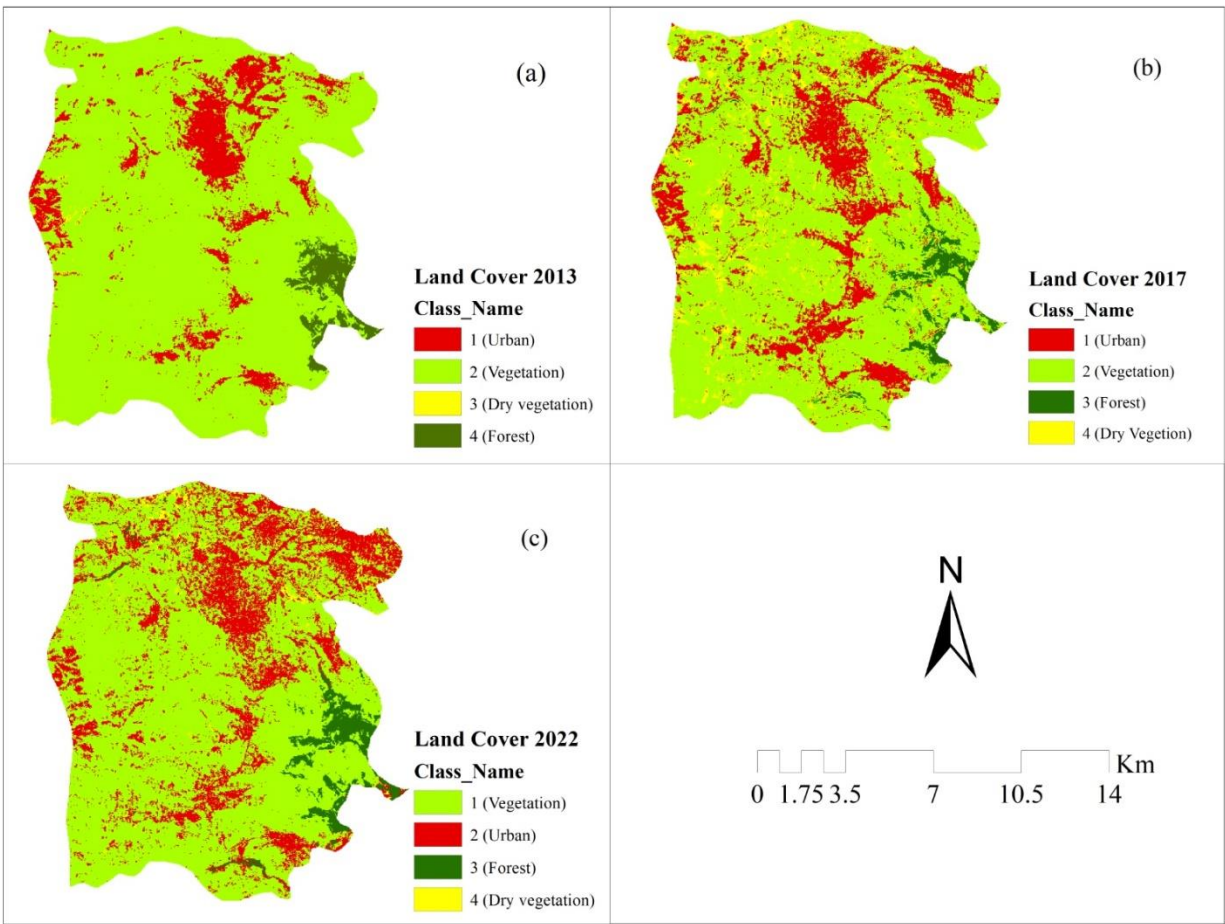 (a)
Land Cover 2013
Class_Name
1 (Urban)
2 (Vegetation)
3 (Dry vegetation)
4 (Forest)
(b)
Land Cover 2017
Class_Name
1 (Urban)
2 (Vegetation)
3 (Forest)
4 (Dry Vegetion)
(c)
Land Cover 2022
Class_Name
1 (Vegetation)
2 (Urban)
3 (Forest)
4 (Dry vegetation)
N
Km
0 1.75 3.5 7 10.5 14